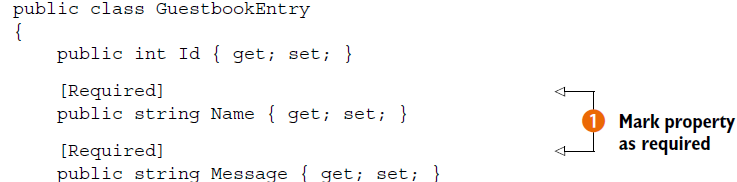 public class GuestbookEntry
{
public int Id { get; set; }
[Required]
public string Name { get; set; }
[Required]
public string Message { get; set; }
1 Mark property
as required